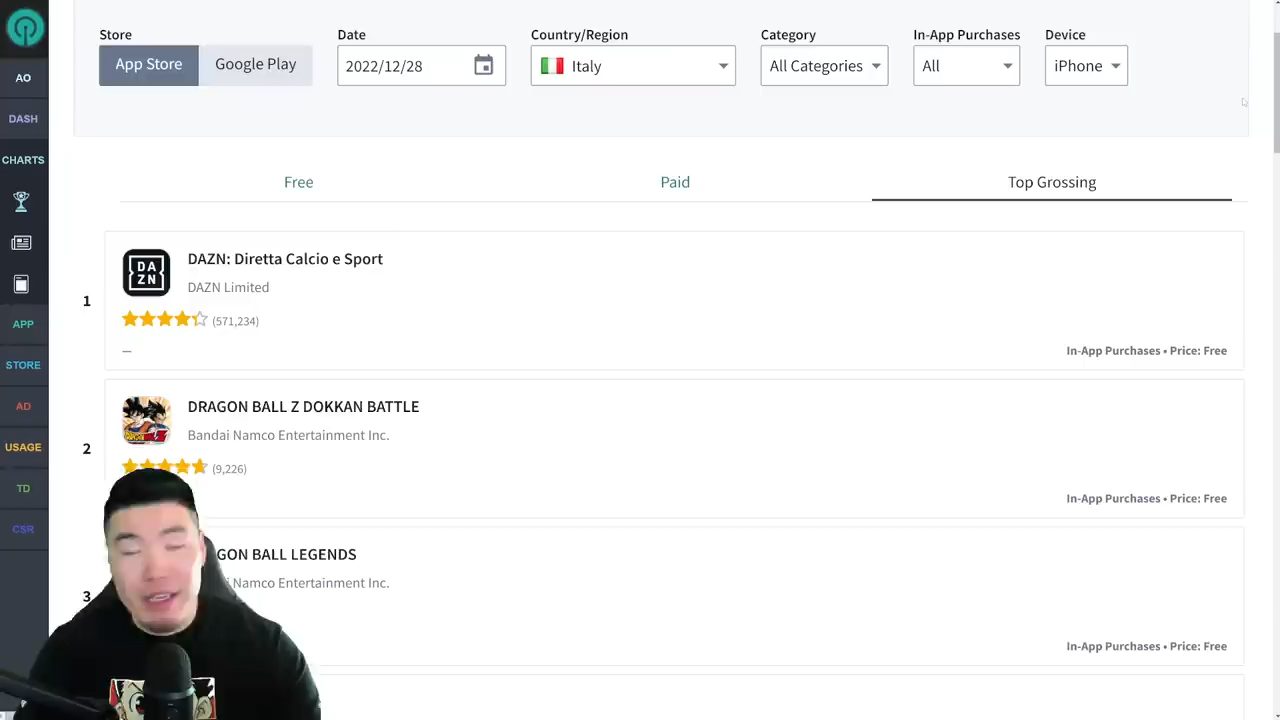 Store
Date
Country/Region
Category
In-App Purchases
Device
App Store
Google Play
2022/12/28
Italy
All Categories
All
iPhone
AO
DASH
CHARTS
APP
STORE
AD
USAGE
TD
CSR
Free
Paid
Top Grossing
1
DA
ZN
DAZN: Diretta Calcio e Sport
DAZN Limited
(571,234)
–
In-App Purchases • Price: Free
2
DRAGON BALL Z DOKKAN BATTLE
Bandai Namco Entertainment Inc.
(9,226)
In-App Purchases • Price: Free
3
GON BALL LEGENDS
Namco Entertainment Inc.
In-App Purchases • Price: Free